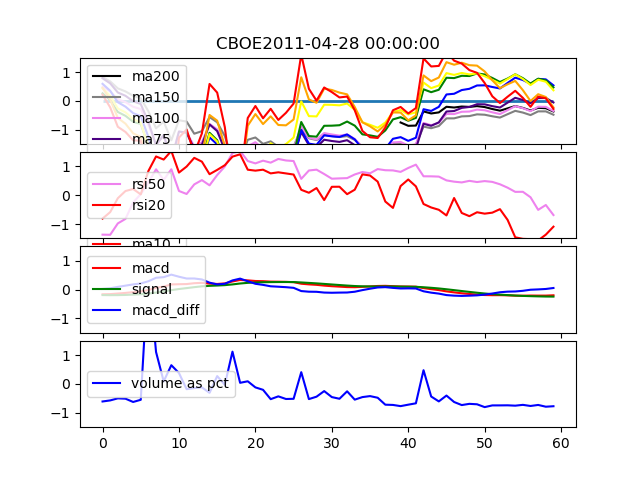 CBOE2011-04-28 00:00:00
1
0
−1
ma200
ma150
ma100
ma75
ma10
1
0
−1
rsi50
rsi20
1
0
−1
macd
signal
macd_diff
1
0
−1
volume as pct
0 10 20 30 40 50 60